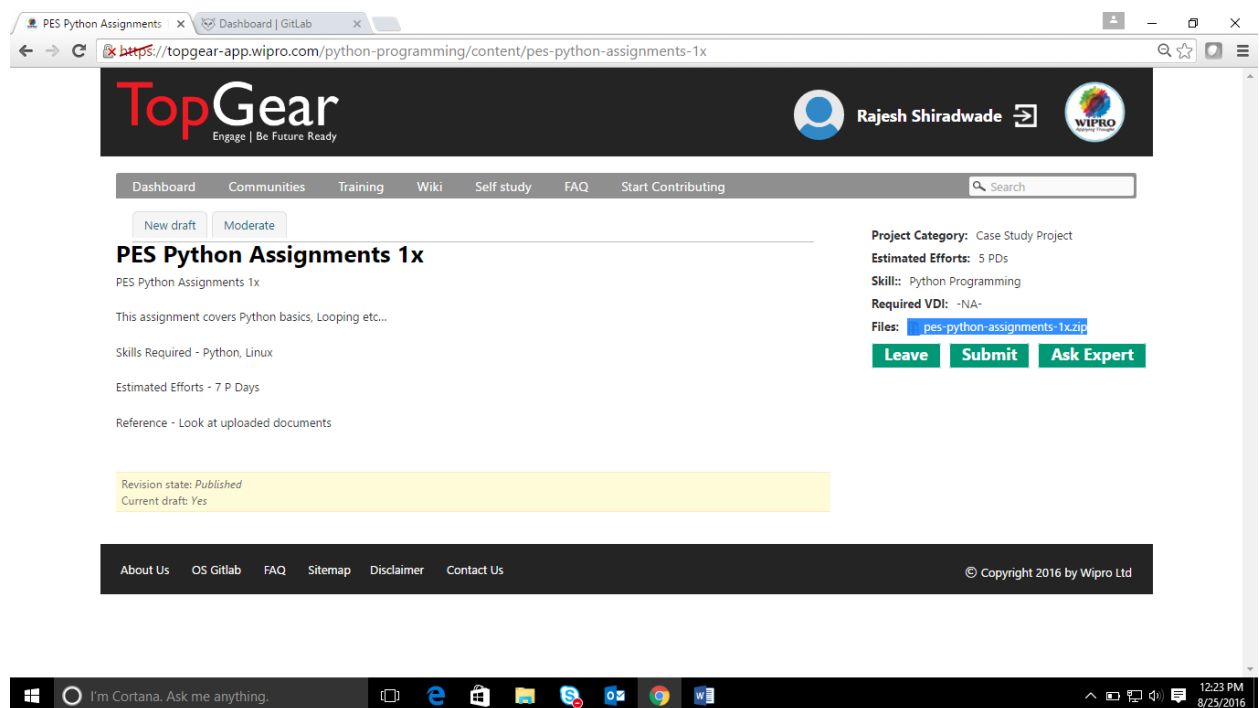 PES Python Assignments
Dashboard | GitLab
https://topgear-app.wipro.com/python-programming/content/pes-python-assignments-1x
TopGear
Engage | Be Future Ready
Rajesh Shiradwade
WIPRO
Applying Thought
Dashboard Communities Training Wiki Self study FAQ Start Contributing
Search
New draft Moderate
PES Python Assignments 1x
PES Python Assignments 1x
This assignment covers Python basics, Looping etc...
Skills Required - Python, Linux
Estimated Efforts - 7 P Days
Reference - Look at uploaded documents
Revision state: Published
Current draft: Yes
Project Category: Case Study Project
Estimated Efforts: 5 PDs
Skill:: Python Programming
Required VDI: -NA-
Files: pes-python-assignments-1x.zip
Leave Submit Ask Expert
About Us OS Gitlab FAQ Sitemap Disclaimer Contact Us
© Copyright 2016 by Wipro Ltd
I'm Cortana. Ask me anything.
12:23 PM
8/25/2016